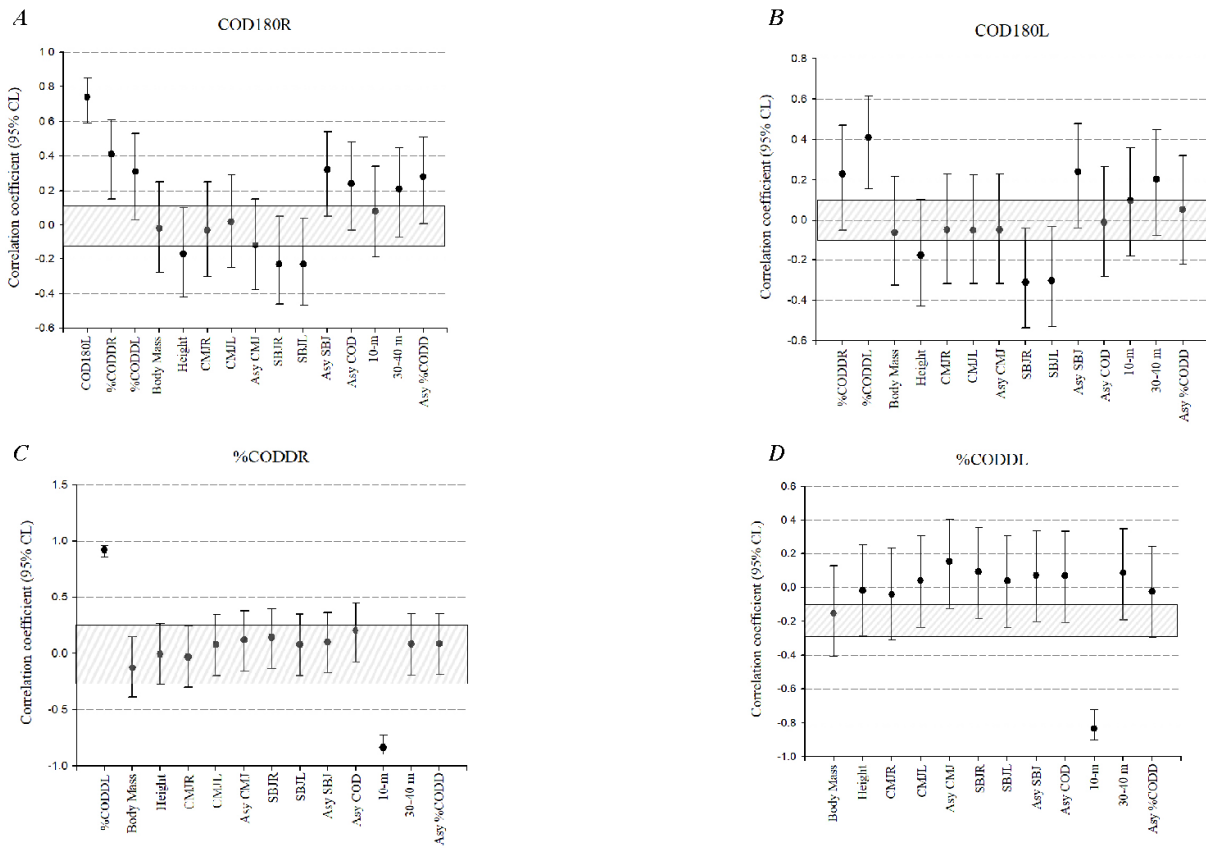 A
COD180R
Correlation coefficient (95% CL)
1.0
0.8
0.6
0.4
0.2
0.0
-0.2
-0.4
-0.6
COD180L
%CODDR
%CODDL
Body Mass
Height
CMJR
CMJL
Asy CMJ
SBJR
SBJL
Asy SBJ
Asy COD
10-m
30-40 m
Asy %CODD
B
COD180L
Correlation coefficient (95% CL)
0.8
0.6
0.4
0.2
0.0
-0.2
-0.4
-0.6
%CODDR
%CODDL
Body Mass
Height
CMJR
CMJL
Asy CMJ
SBJR
SBJL
Asy SBJ
Asy COD
10-m
30-40 m
Asy %CODD
C
%CODDR
Correlation coefficient (95% CL)
1.5
1.0
0.5
0.0
-0.5
-1.0
%CODDL
Body Mass
Height
CMJR
CMJL
Asy CMJ
SBJR
SBJL
Asy SBJ
Asy COD
10-m
30-40 m
Asy %CODD
D
%CODDL
Correlation coefficient (95% CL)
0.6
0.4
0.2
0.0
-0.2
-0.4
-0.6
-0.8
-1.0
Body Mass
Height
CMJR
CMJL
Asy CMJ
SBJR
SBJL
Asy SBJ
Asy COD
10-m
30-40 m
Asy %CODD